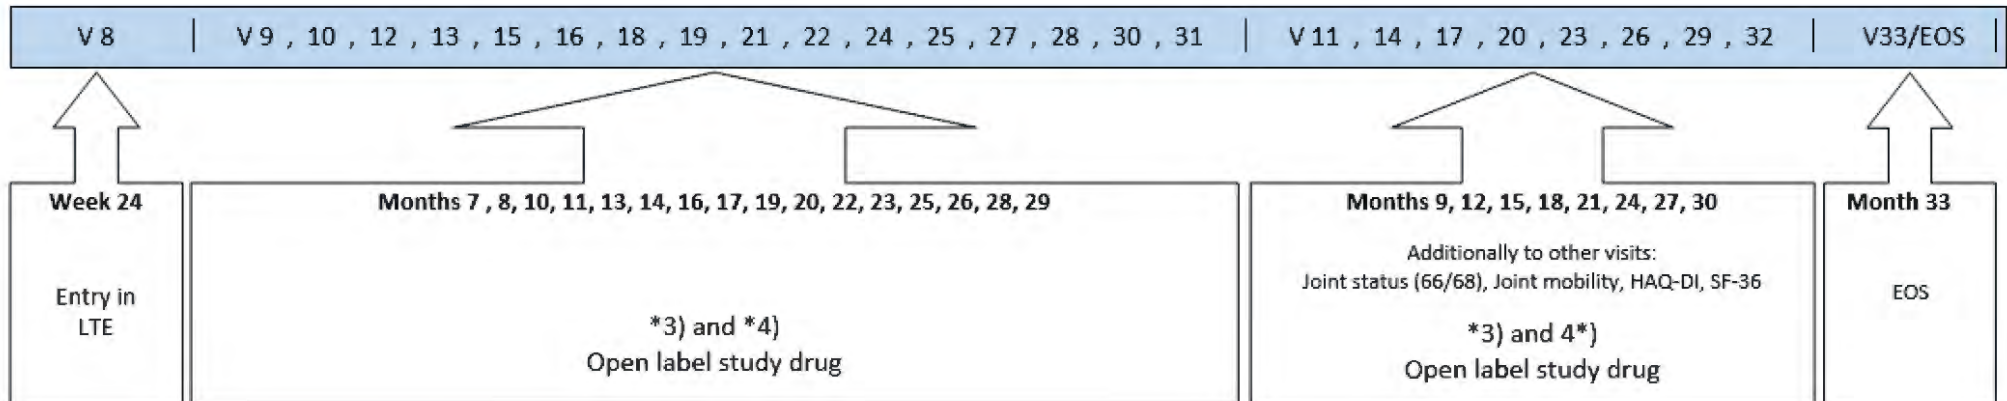 V 8 | V 9 , 10 , 12 , 13 , 15 , 16 , 18 , 19 , 21 , 22 , 24 , 25 , 27 , 28 , 30 , 31 | V 11 , 14 , 17 , 20 , 23 , 26 , 29 , 32 | V33/EOS |
Week 24
Entry in
LTE
Months 7 , 8, 10, 11, 13, 14, 16, 17, 19, 20, 22, 23, 25, 26, 28, 29
*3) and *4)
Open label study drug
Months 9, 12, 15, 18, 21, 24, 27, 30
Additionally to other visits:
Joint status (66/68), Joint mobility, HAQ-DI, SF-36
*3) and 4*)
Open label study drug
Month 33
EOS